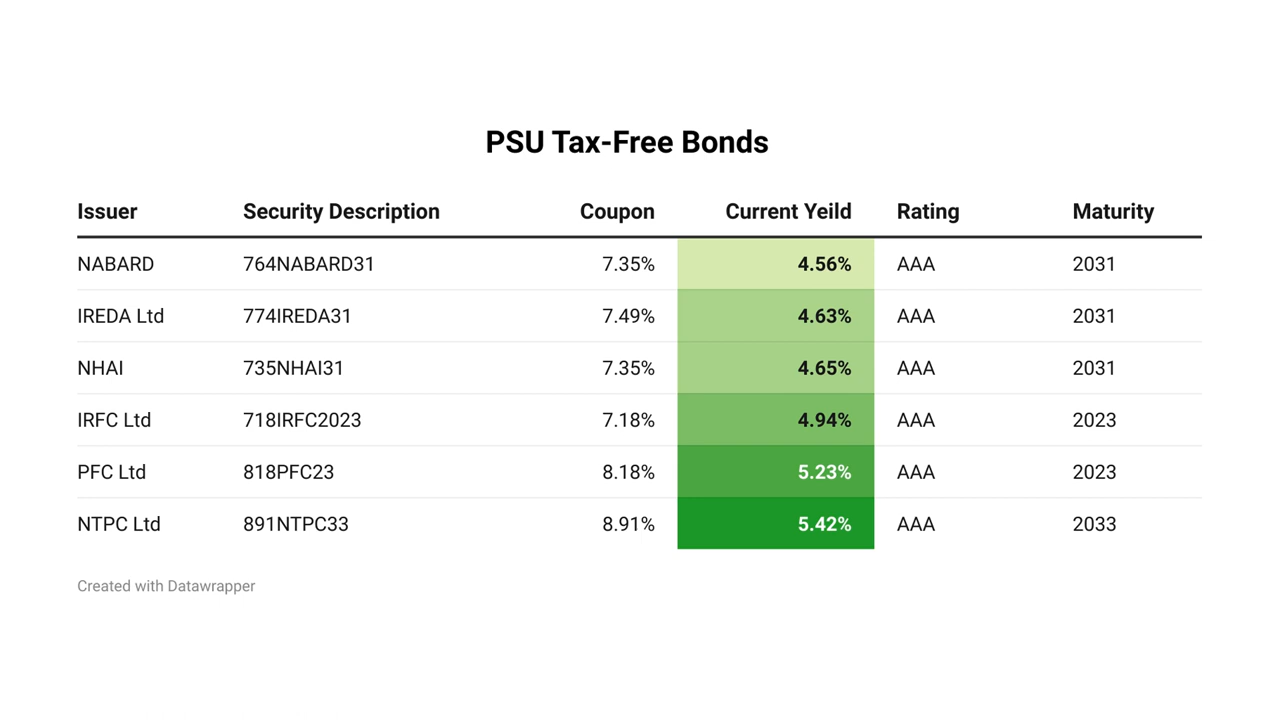 PSU Tax-Free Bonds
Issuer Security Description Coupon Current Yeild Rating Maturity
NABARD 764NABARD31 7.35% 4.56% AAA 2031
IREDA Ltd 774IREDA31 7.49% 4.63% AAA 2031
NHAI 735NHAI31 7.35% 4.65% AAA 2031
IRFC Ltd 718IRFC2023 7.18% 4.94% AAA 2023
PFC Ltd 818PFC23 8.18% 5.23% AAA 2023
NTPC Ltd 891NTPC33 8.91% 5.42% AAA 2033
Created with Datawrapper